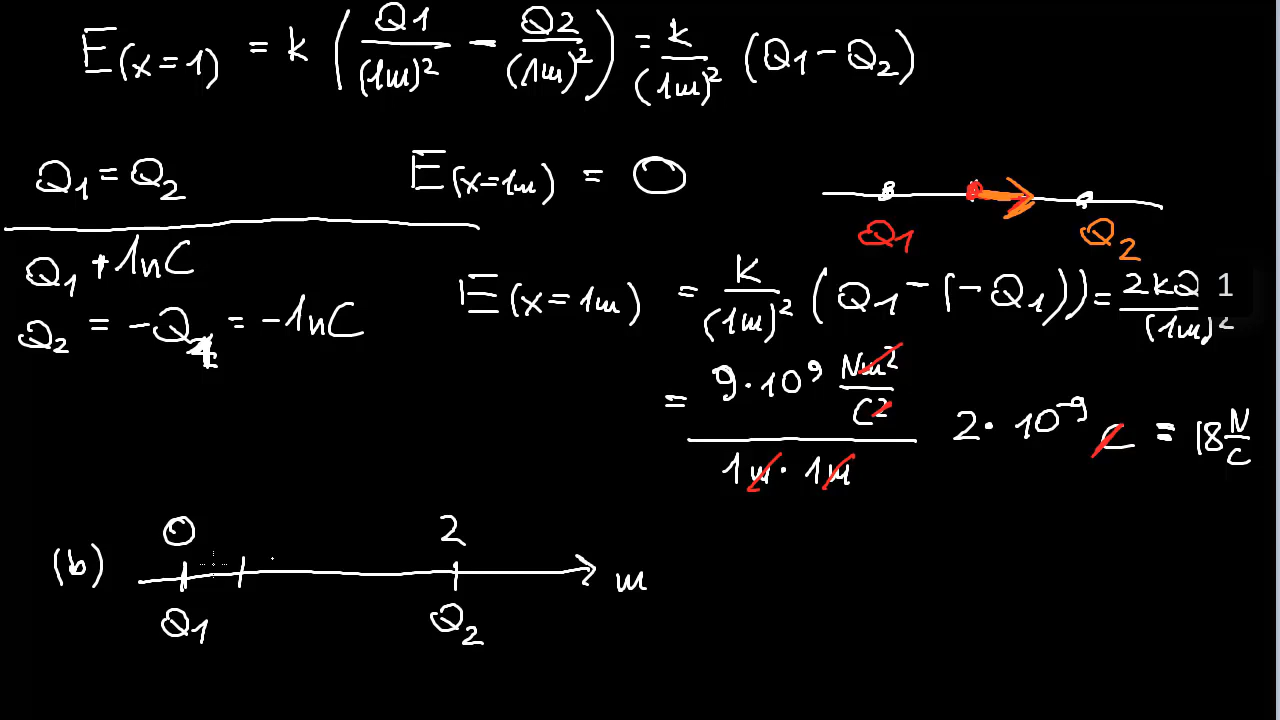 E(x=1) = k (Q1/(1m)² - Q2/(1m)²) = k/(1m)² (Q1 - Q2)
Q1 = Q2
E(x=1m) = 0
Q1 Q2
Q1 + 1nC
Q2 = -Q1 = -1nC
E(x=1m) = k/(1m)² (Q1 - (-Q1)) = 2kQ1/(1m)²
= 9·10⁹ Nm²/C² / 1m·1m 2·10⁻⁹ C = 18 N/C
(b) 0 2 m
Q1 Q2